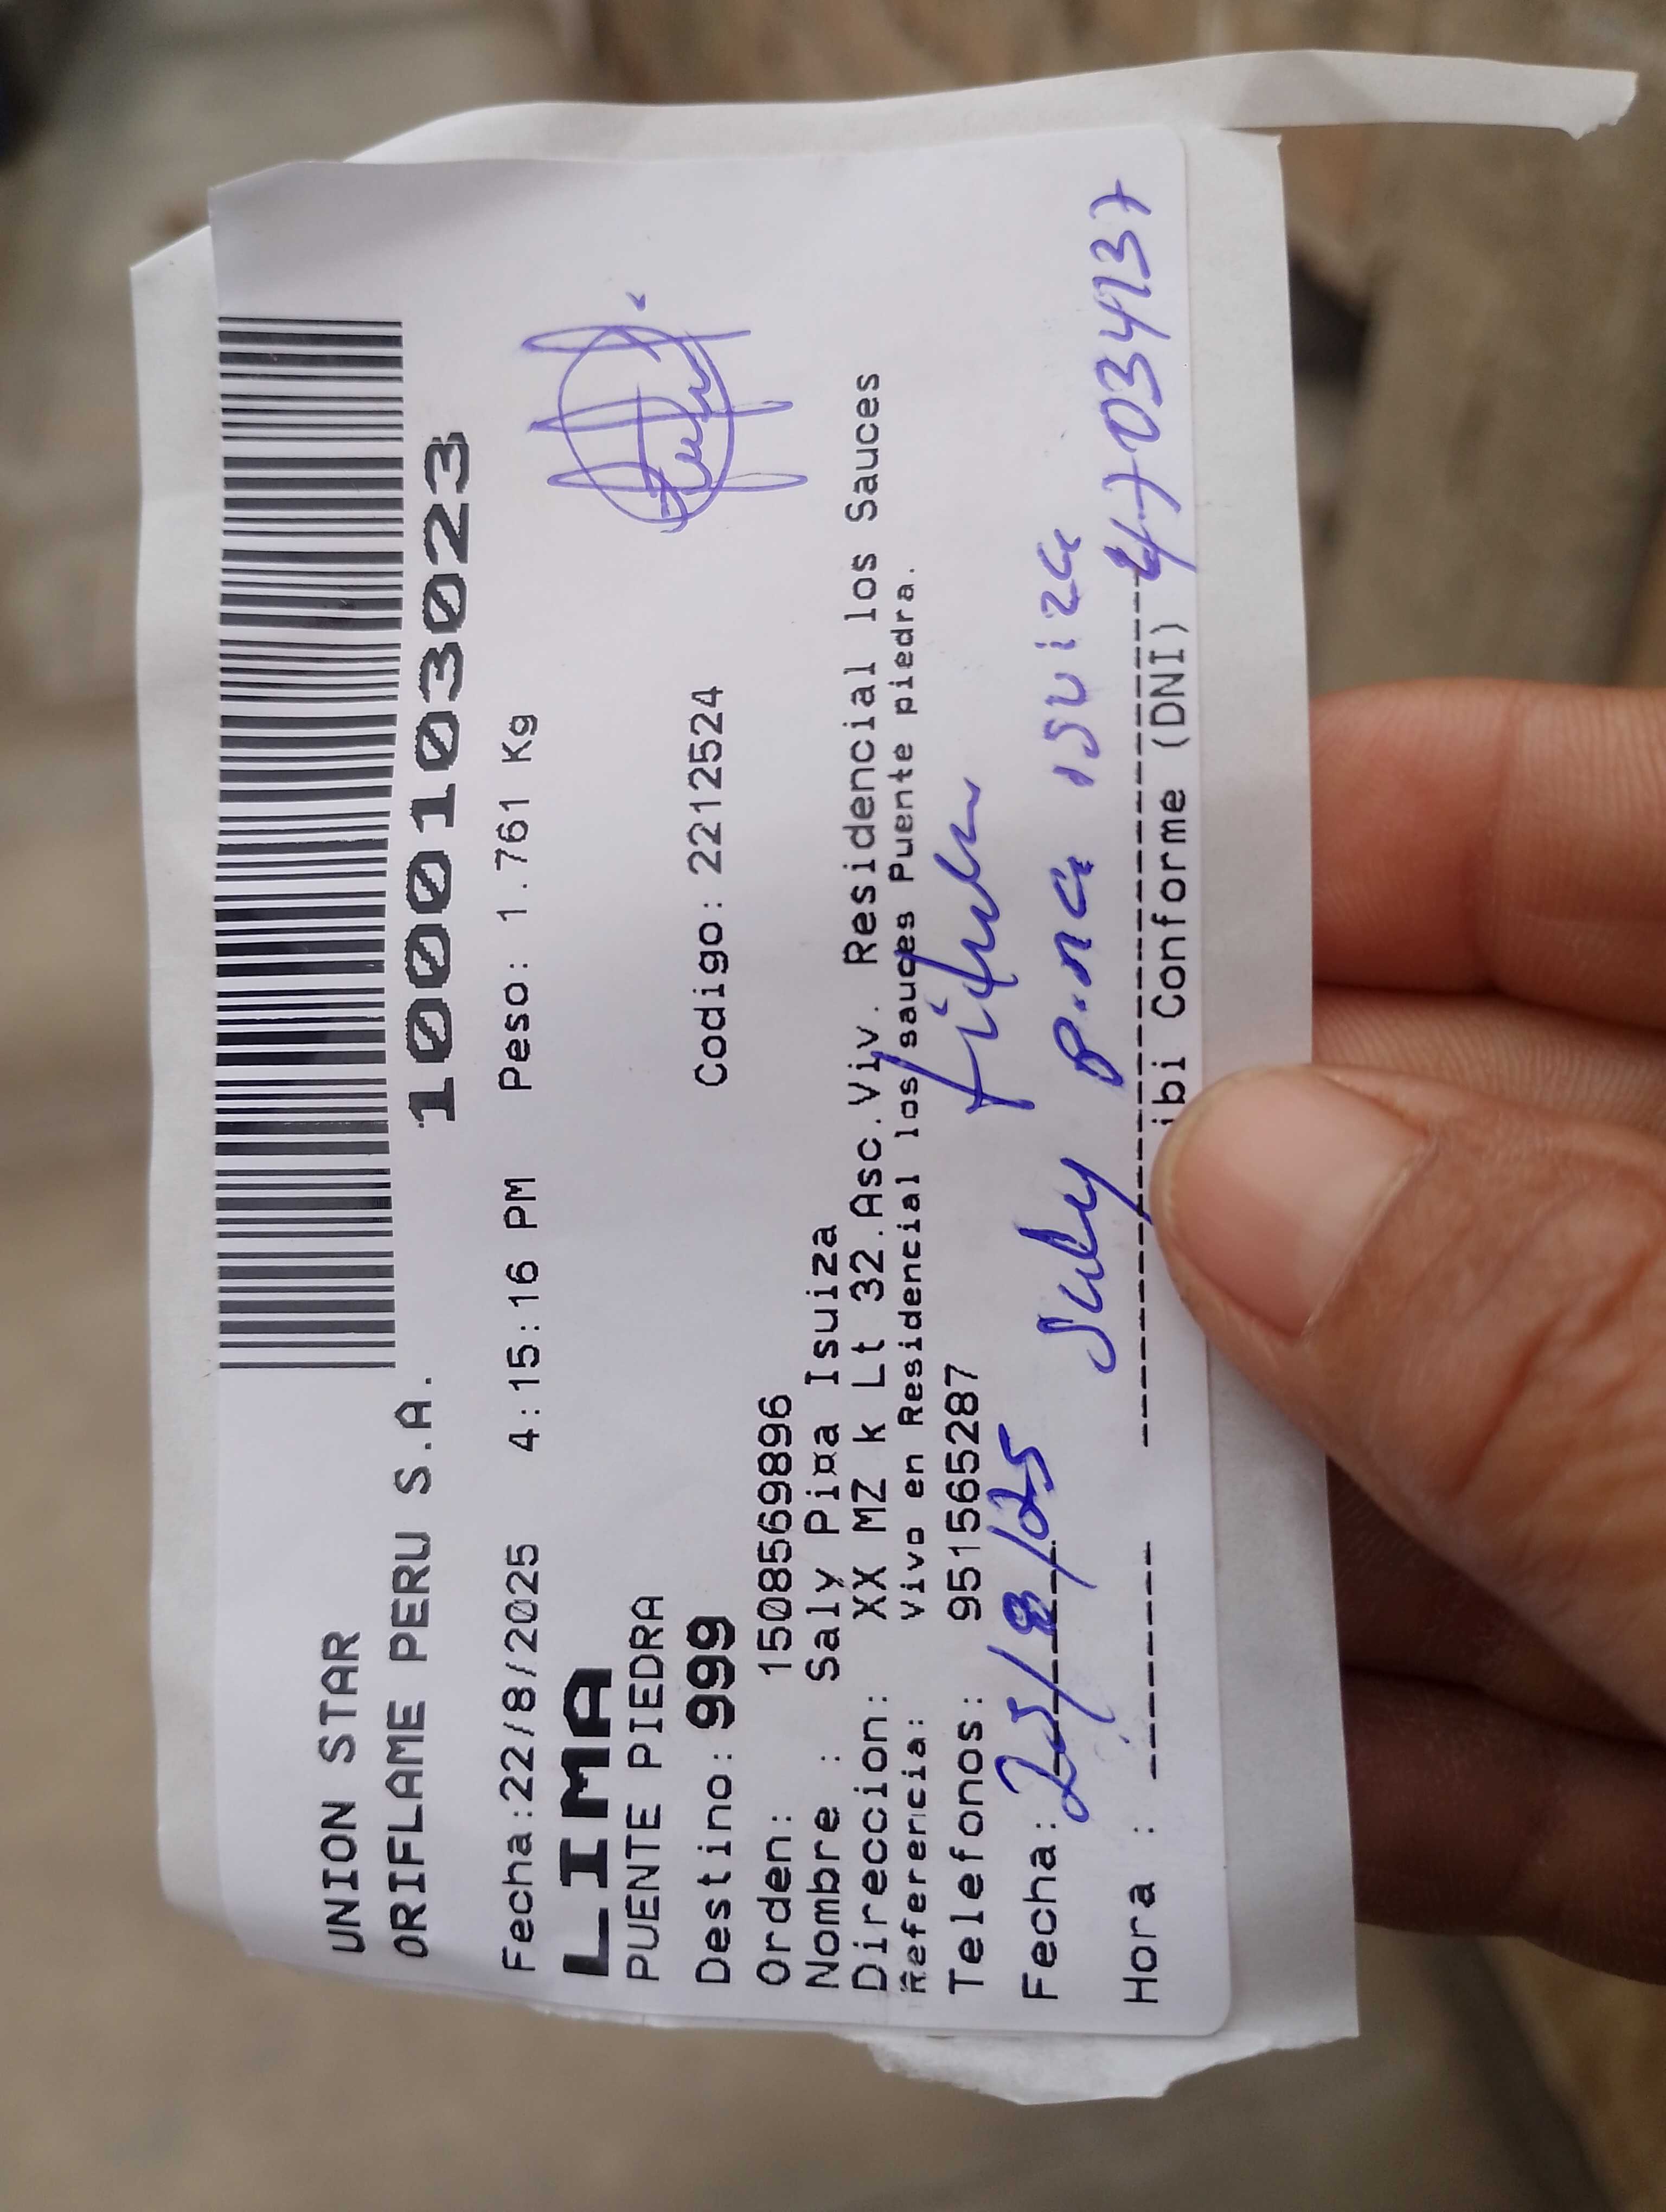 UNION STAR
ORIFLAME PERU S.A.
1000103023
Fecha:22/8/2025 4:15:16 PM Peso: 1.761 Kg
LIMA
PUENTE PIEDRA
Destino: 999 Codigo: 2212524
Orden: 1508569896
Nombre : Saly Pi¤a Isuiza
Direccion: XX MZ k Lt 32.Asc.Viv. Residencial los Sauces
Referencia: Vivo en Residencial los sauces Puente piedra.
Telefonos: 951565287
Fecha: 25/8/25 Suly Pina isuiza
Hora : ibi Conforme (DNI)